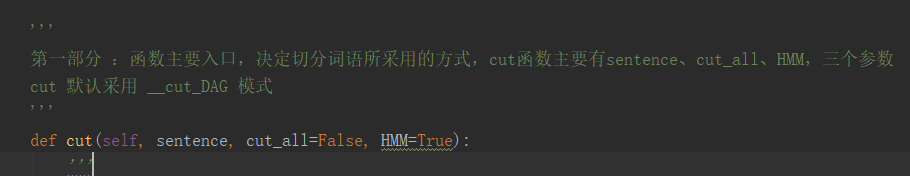 '''
第一部分 ：函数主要入口，决定切分词语所采用的方式，cut函数主要有sentence、cut_all、HMM，三个参数
cut 默认采用 __cut_DAG 模式
'''
def cut(self, sentence, cut_all=False, HMM=True):
'''